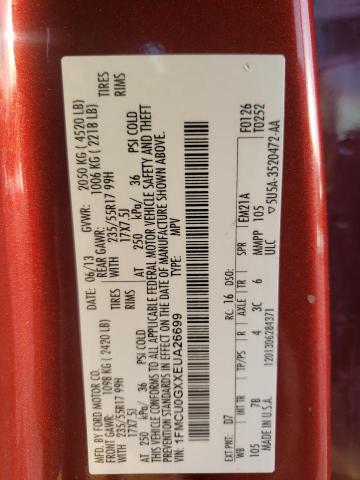 MFD. BY FORD MOTOR CO.
DATE: 06/13 GVWR: 2050 KG ( 4520 LB)
FRONT GAWR: 1098 KG (2420 LB) REAR GAWR: 1006 KG ( 2218 LB)
235/55R17 99H TIRES WITH 235/55R17 99H TIRES
17X7.5J RIMS 17X7.5J RIMS
AT 250 kPa/ 36 PSI COLD AT 250 kPa/ 36 PSI COLD
THIS VEHICLE CONFORMS TO ALL APPLICABLE FEDERAL MOTOR VEHICLE SAFETY AND THEFT
PREVENTION STANDARDS IN EFFECT ON THE DATE OF MANUFACTURE SHOWN ABOVE.
VIN: 1FMCU0GXXEUA26699
TYPE: MPV
F0126
T0252
EXT PNT: D7 RC: 16 DSO: EM21A
WB INT TR TP/PS R AXLE TR SPR
105 7B 4 3C 6 MMPP 105
1201306284371 ULC 5U5A-3520472-AA